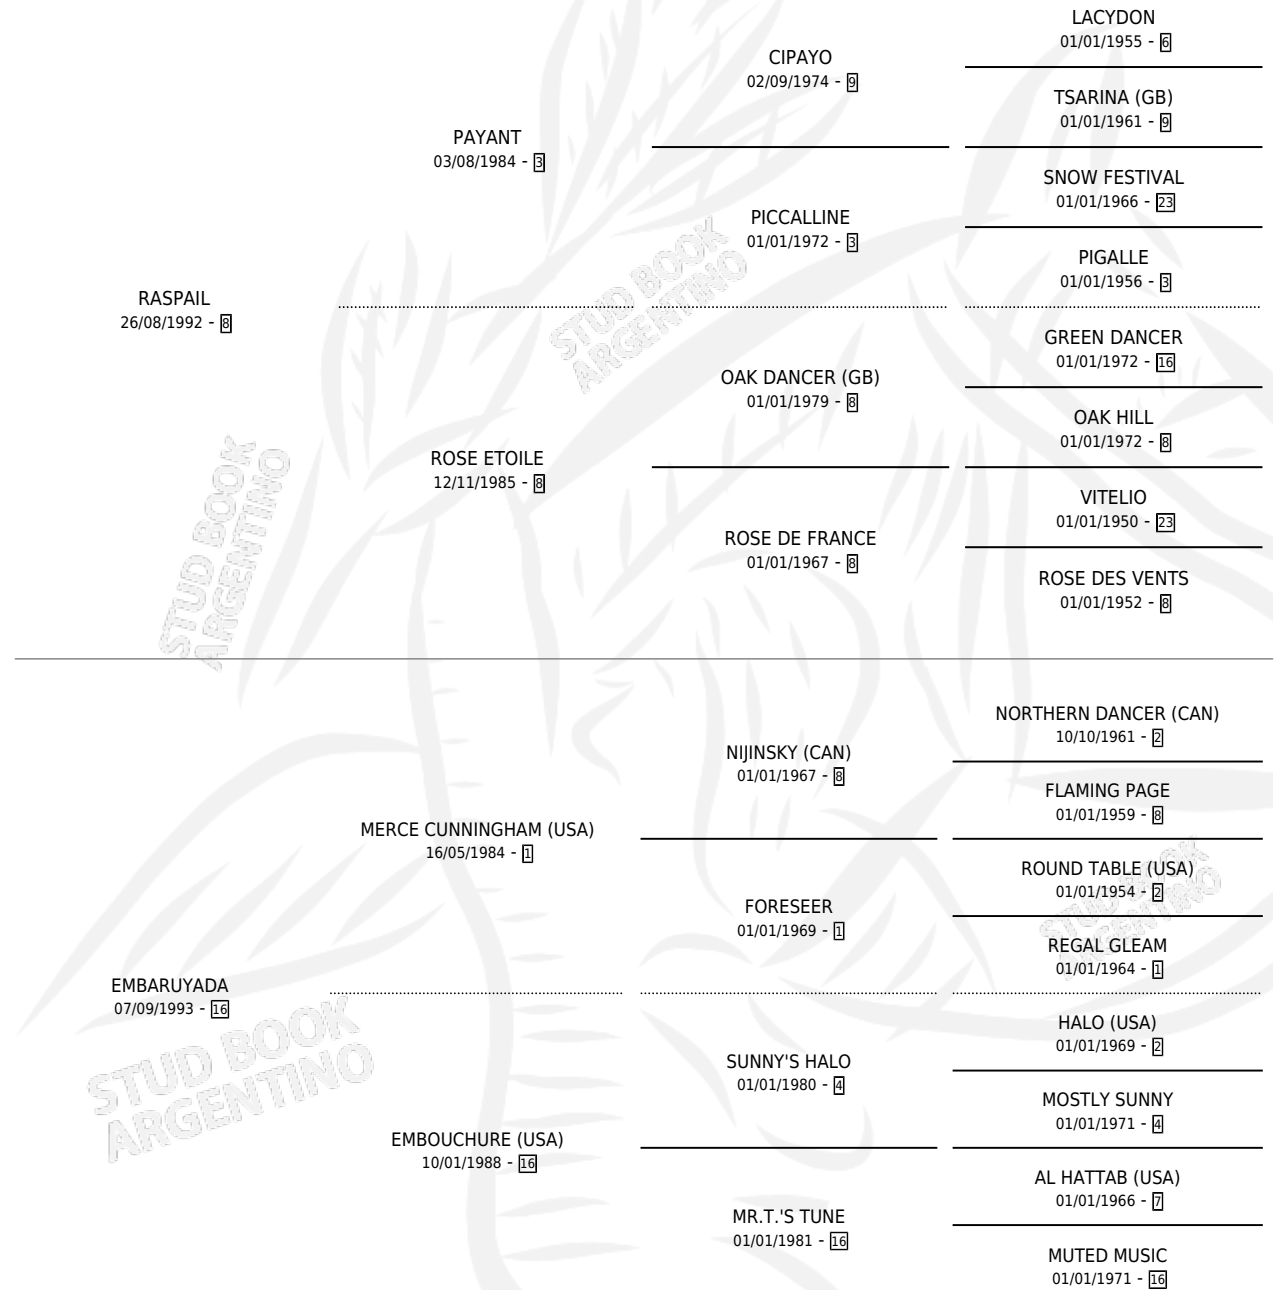 LACYDON
01/01/1955 - 6
CIPAYO
02/09/1974 - 9
TSARINA (GB)
01/01/1961 - 9
PAYANT
03/08/1984 - 3
SNOW FESTIVAL
01/01/1966 - 23
PICCALLINE
01/01/1972 - 3
PIGALLE
01/01/1956 - 3
RASPAIL
26/08/1992 - 8
GREEN DANCER
01/01/1972 - 16
OAK DANCER (GB)
01/01/1979 - 8
OAK HILL
01/01/1972 - 8
ROSE ETOILE
12/11/1985 - 8
VITELIO
01/01/1950 - 23
ROSE DE FRANCE
01/01/1967 - 8
ROSE DES VENTS
01/01/1952 - 8
NORTHERN DANCER (CAN)
10/10/1961 - 2
NIJINSKY (CAN)
01/01/1967 - 8
FLAMING PAGE
01/01/1959 - 8
MERCE CUNNINGHAM (USA)
16/05/1984 - 1
ROUND TABLE (USA)
01/01/1954 - 2
FORESEER
01/01/1969 - 1
REGAL GLEAM
01/01/1964 - 1
EMBARUYADA
07/09/1993 - 16
HALO (USA)
01/01/1969 - 2
SUNNY'S HALO
01/01/1980 - 4
MOSTLY SUNNY
01/01/1971 - 4
EMBOUCHURE (USA)
10/01/1988 - 16
AL HATTAB (USA)
01/01/1966 - 7
MR.T.'S TUNE
01/01/1981 - 16
MUTED MUSIC
01/01/1971 - 16
STUD BOOK
ARGENTINO
STUD BOOK
ARGENTINO
STUD BOOK
ARGENTINO
STUD BOOK
ARGENTINO